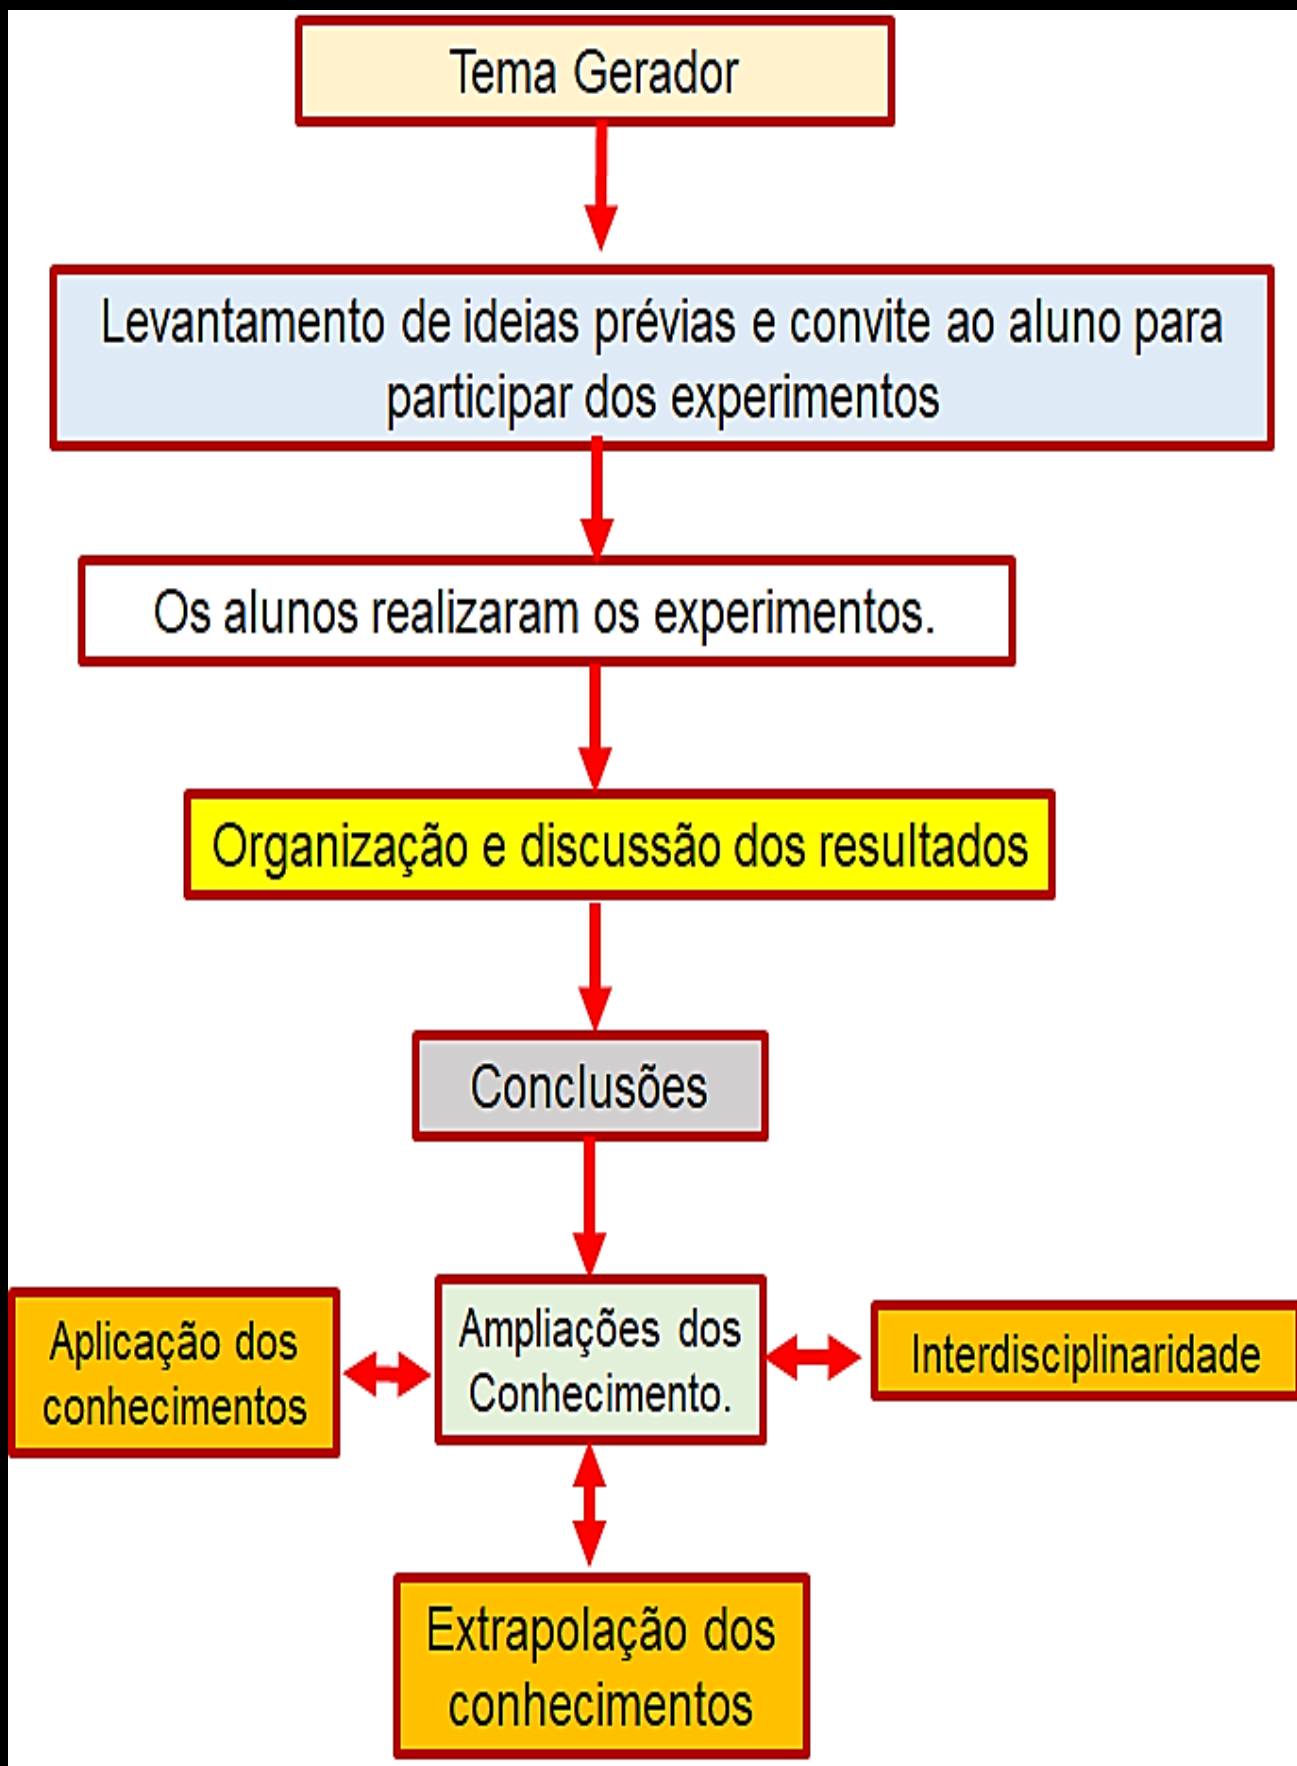 Tema Gerador
Levantamento de ideias prévias e convite ao aluno para
participar dos experimentos
Os alunos realizaram os experimentos.
Organização e discussão dos resultados
Conclusões
Aplicação dos
conhecimentos
Ampliações dos
Conhecimento.
Interdisciplinaridade
Extrapolação dos
conhecimentos